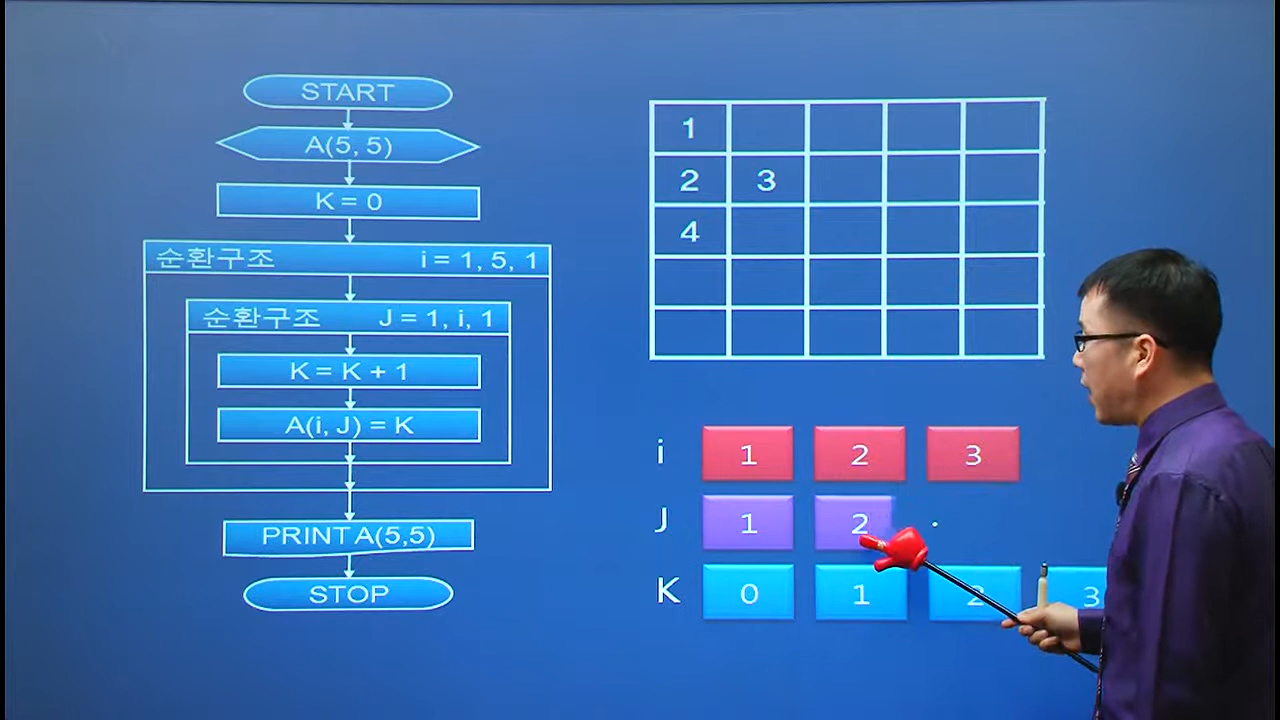 START
A(5, 5)
K = 0
순환구조 i = 1, 5, 1
순환구조 J = 1, i, 1
K = K + 1
A(i, J) = K
PRINT A(5,5)
STOP
1
2 3
4
i 1 2 3
J 1 2
K 0 1 2 3